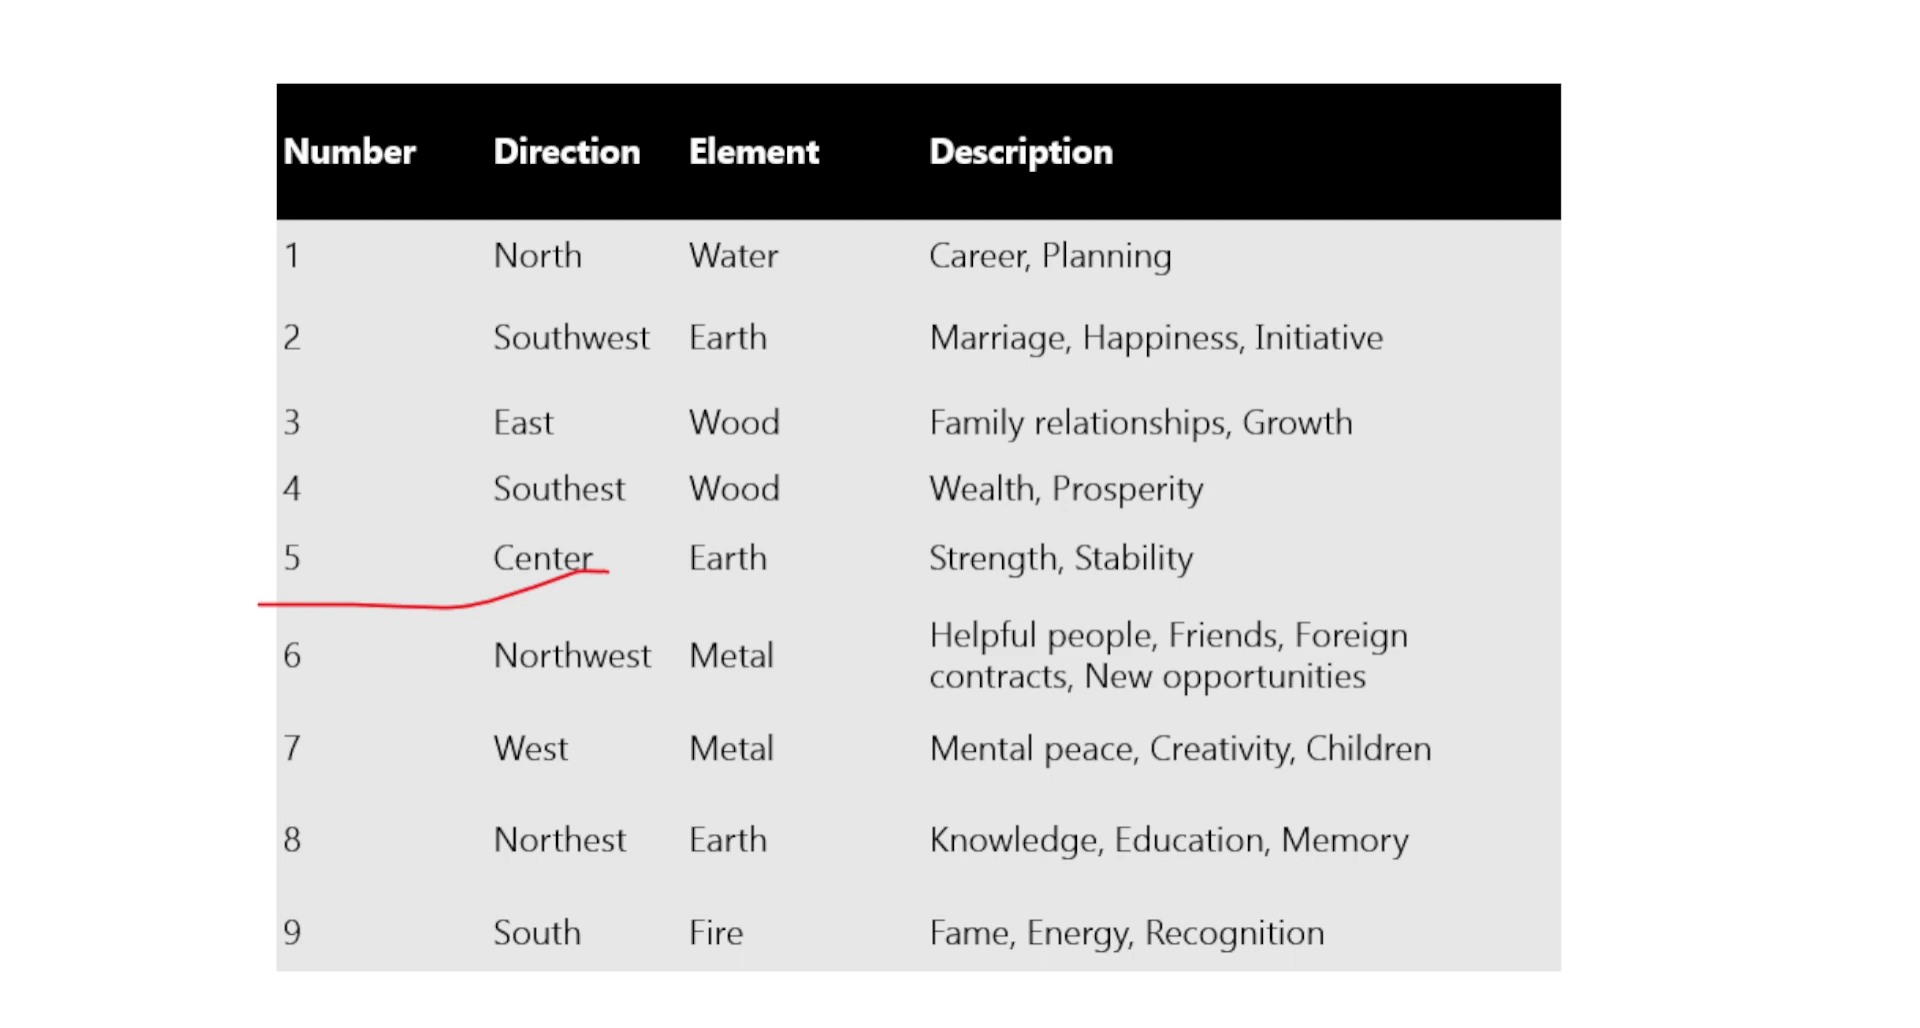 Number Direction Element Description
1 North Water Career, Planning
2 Southwest Earth Marriage, Happiness, Initiative
3 East Wood Family relationships, Growth
4 Southest Wood Wealth, Prosperity
5 Center Earth Strength, Stability
6 Northwest Metal Helpful people, Friends, Foreign
contracts, New opportunities
7 West Metal Mental peace, Creativity, Children
8 Northest Earth Knowledge, Education, Memory
9 South Fire Fame, Energy, Recognition